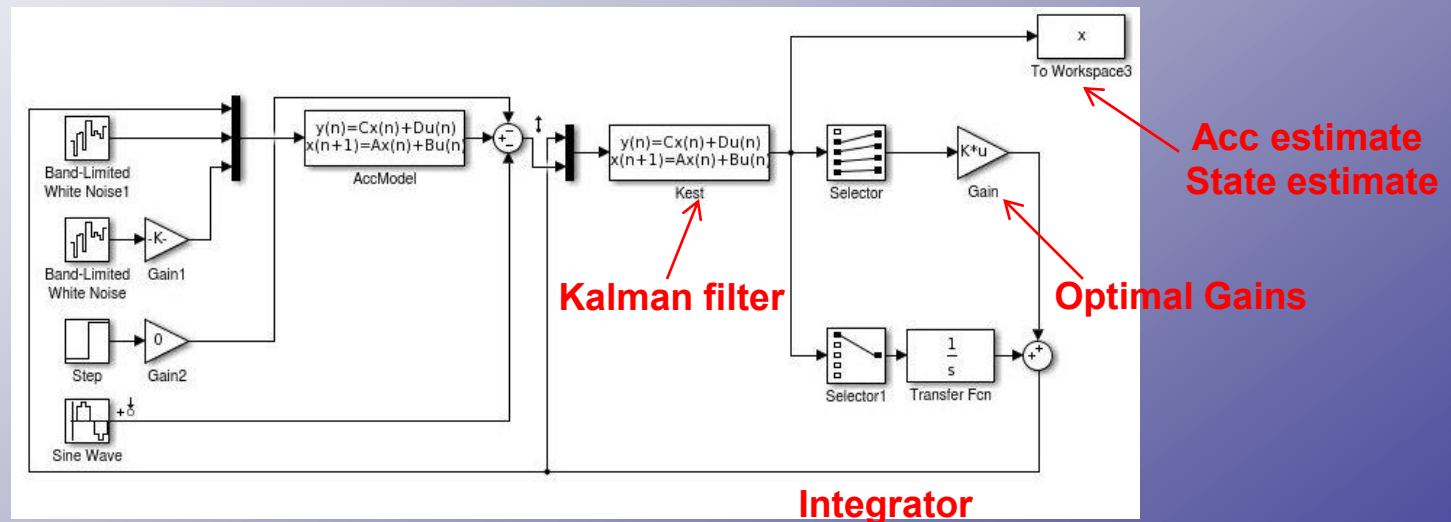 x
To Workspace3
Acc estimate
State estimate
y(n)=Cx(n)+Du(n)
x(n+1)=Ax(n)+Bu(n)
AccModel
+
−
−
y(n)=Cx(n)+Du(n)
x(n+1)=Ax(n)+Bu(n)
Kest
Selector
K*u
Gain
Band-Limited
White Noise1
-K-
Band-Limited
White Noise
Gain1
Kalman filter
Optimal Gains
0
Step
Gain2
Selector1
1
s
Transfer Fcn
+
+
+
Sine Wave
Integrator